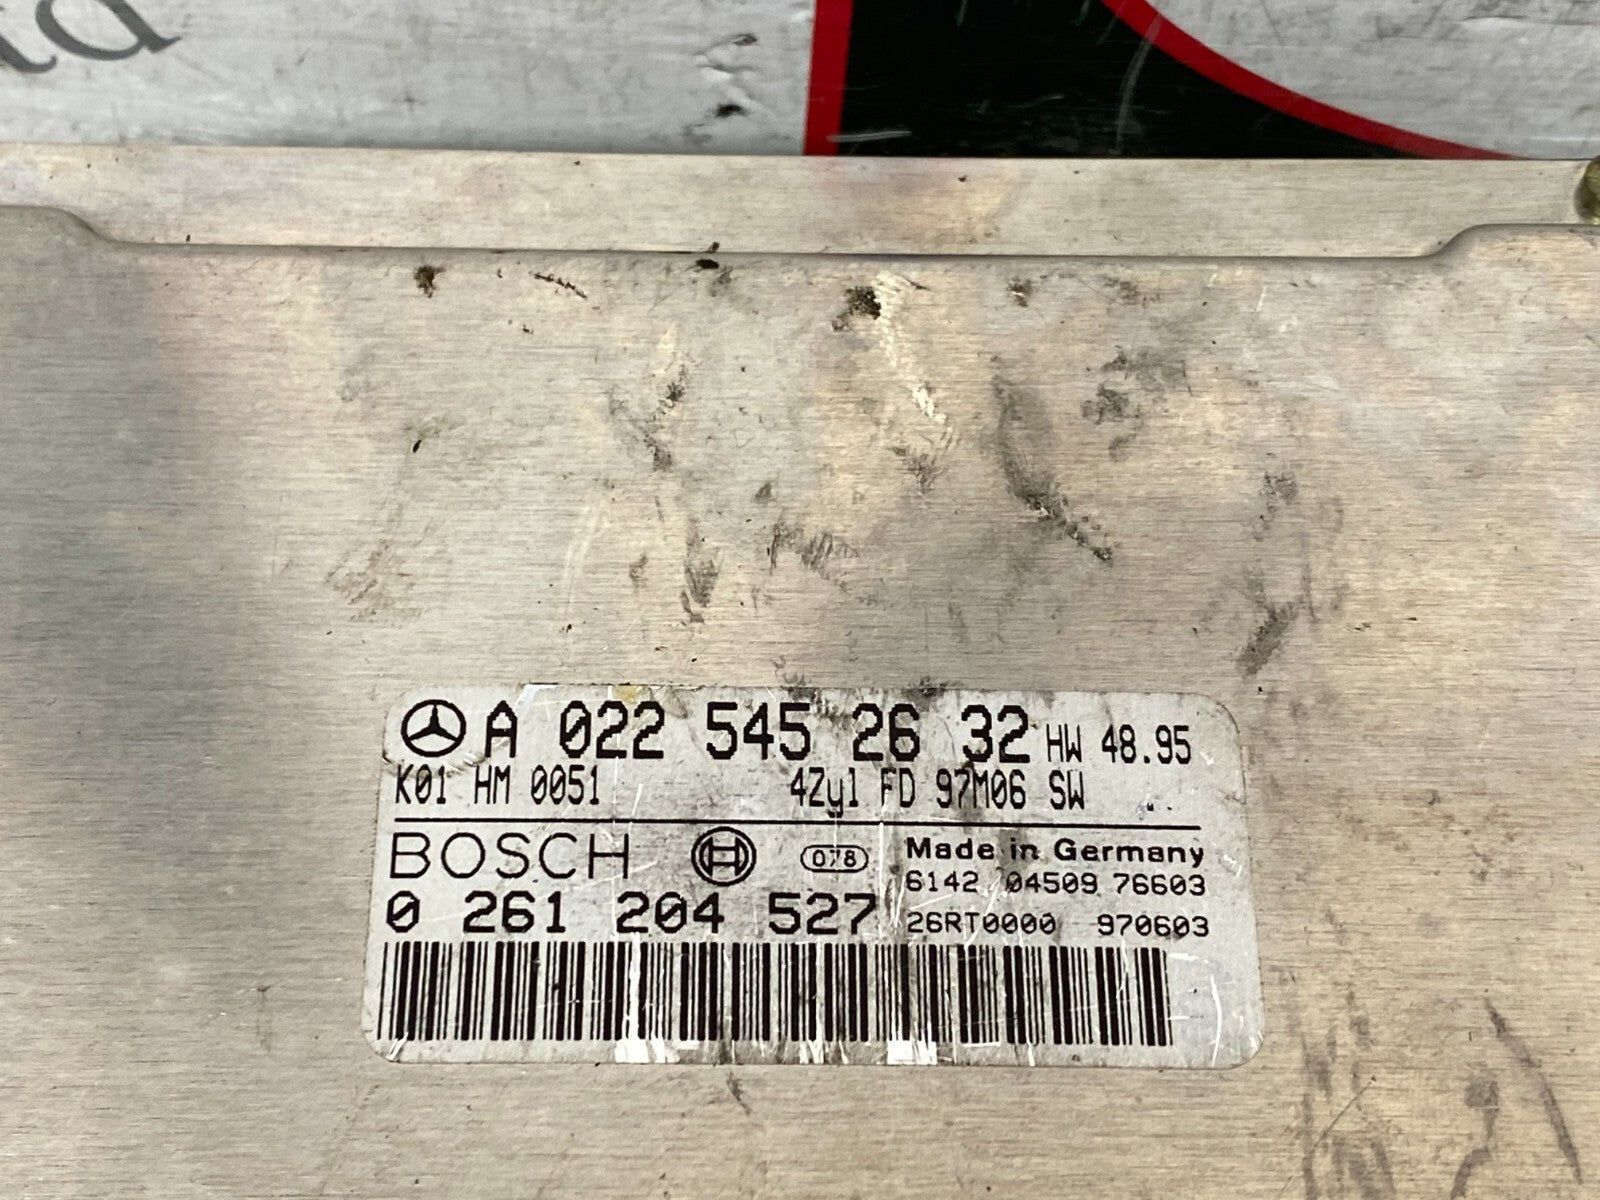 A 022 545 26 32 HW 48.95
K01 HM 0051 4Zyl FD 97M06 SW ..
BOSCH 078 Made in Germany
6142 04509 76603
0 261 204 527 26RT0000 970603